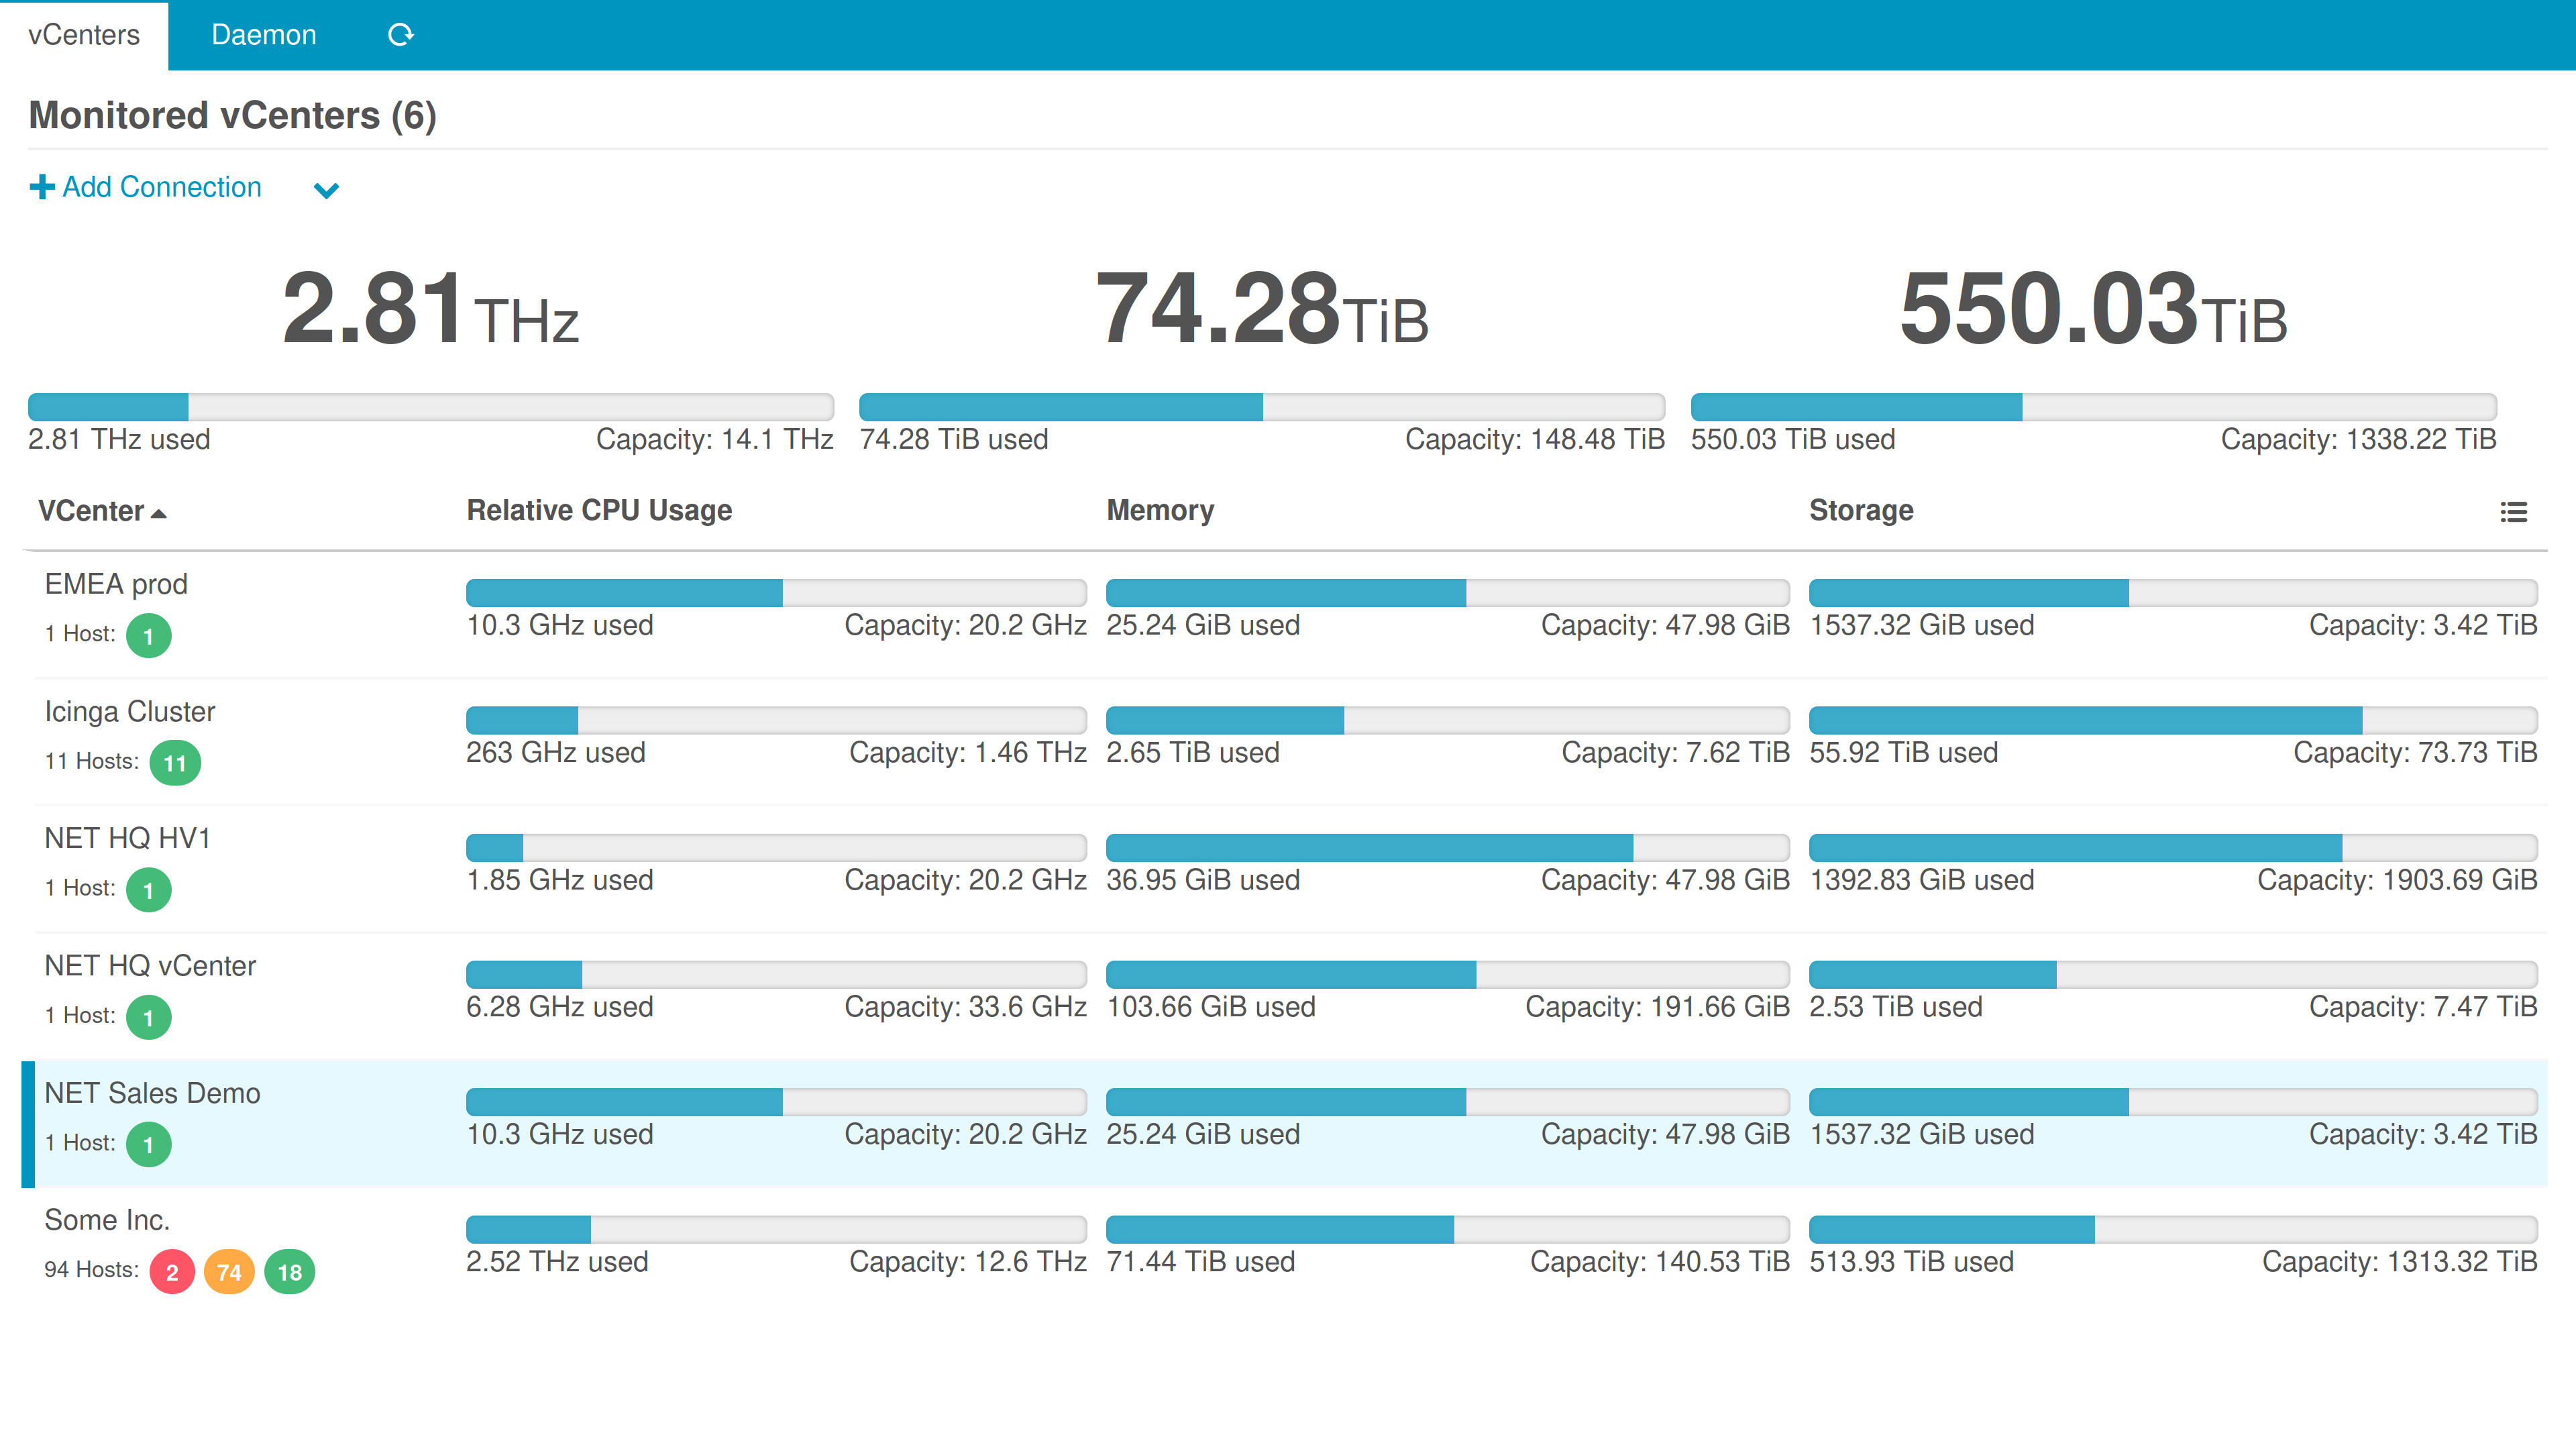 vCenters Daemon
Monitored vCenters (6)
Add Connection
2.81 THz 74.28 TiB 550.03 TiB
2.81 THz used Capacity: 14.1 THz 74.28 TiB used Capacity: 148.48 TiB 550.03 TiB used Capacity: 1338.22 TiB
VCenter Relative CPU Usage Memory Storage
EMEA prod
1 Host: 1
10.3 GHz used Capacity: 20.2 GHz 25.24 GiB used Capacity: 47.98 GiB 1537.32 GiB used Capacity: 3.42 TiB
Icinga Cluster
11 Hosts: 11
263 GHz used Capacity: 1.46 THz 2.65 TiB used Capacity: 7.62 TiB 55.92 TiB used Capacity: 73.73 TiB
NET HQ HV1
1 Host: 1
1.85 GHz used Capacity: 20.2 GHz 36.95 GiB used Capacity: 47.98 GiB 1392.83 GiB used Capacity: 1903.69 GiB
NET HQ vCenter
1 Host: 1
6.28 GHz used Capacity: 33.6 GHz 103.66 GiB used Capacity: 191.66 GiB 2.53 TiB used Capacity: 7.47 TiB
NET Sales Demo
1 Host: 1
10.3 GHz used Capacity: 20.2 GHz 25.24 GiB used Capacity: 47.98 GiB 1537.32 GiB used Capacity: 3.42 TiB
Some Inc.
94 Hosts: 2 74 18
2.52 THz used Capacity: 12.6 THz 71.44 TiB used Capacity: 140.53 TiB 513.93 TiB used Capacity: 1313.32 TiB